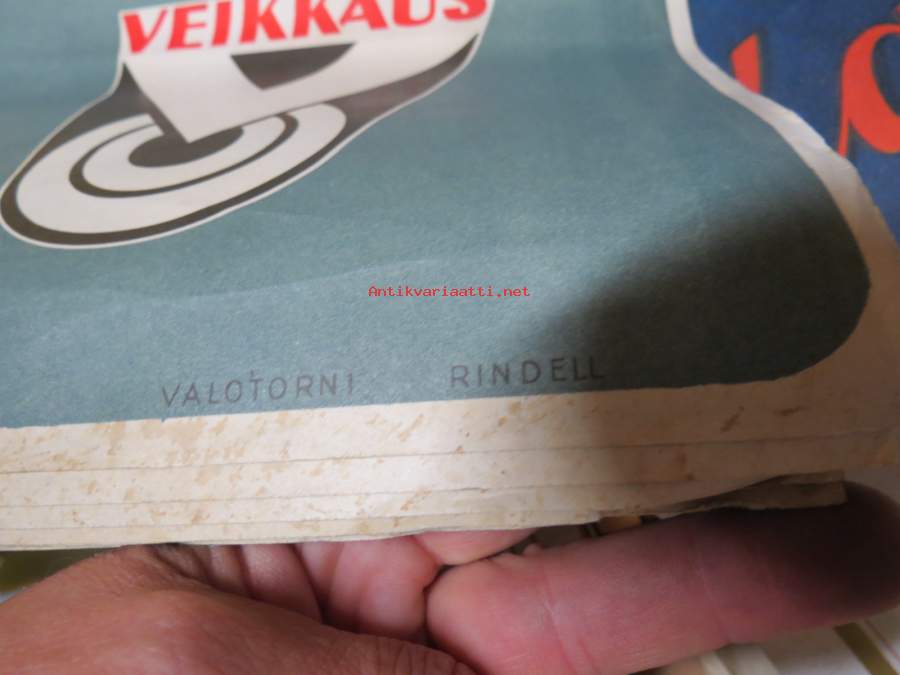 VEIKKAUS
Antikvariaatti.net
VALOTORNI RINDELL